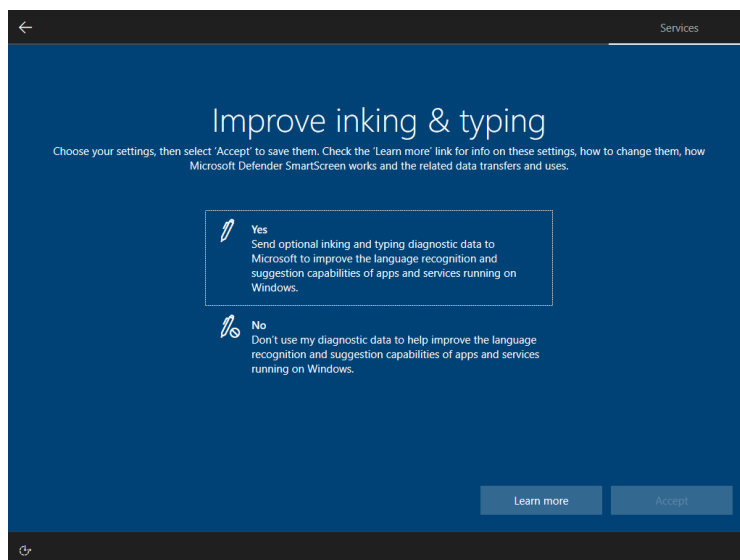 Services
Improve inking & typing
Choose your settings, then select 'Accept' to save them. Check the 'Learn more' link for info on these settings, how to change them, how
Microsoft Defender SmartScreen works and the related data transfers and uses.
Yes
Send optional inking and typing diagnostic data to
Microsoft to improve the language recognition and
suggestion capabilities of apps and services running on
Windows.
No
Don't use my diagnostic data to help improve the language
recognition and suggestion capabilities of apps and services
running on Windows.
Learn more
Accept